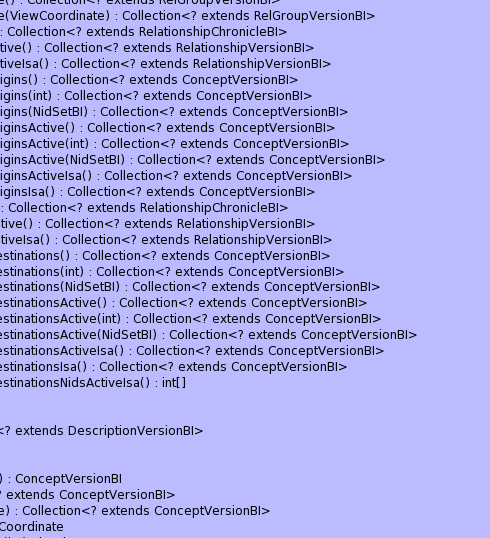 e() : Collection<? extends RelGroupVersionBI>
e(ViewCoordinate) : Collection<? extends RelGroupVersionBI>
: Collection<? extends RelationshipChronicleBI>
tive() : Collection<? extends RelationshipVersionBI>
tiveIsa() : Collection<? extends RelationshipVersionBI>
igins() : Collection<? extends ConceptVersionBI>
igins(int) : Collection<? extends ConceptVersionBI>
igins(NidSetBI) : Collection<? extends ConceptVersionBI>
iginsActive() : Collection<? extends ConceptVersionBI>
iginsActive(int) : Collection<? extends ConceptVersionBI>
iginsActive(NidSetBI) : Collection<? extends ConceptVersionBI>
iginsActiveIsa() : Collection<? extends ConceptVersionBI>
iginsIsa() : Collection<? extends ConceptVersionBI>
: Collection<? extends RelationshipChronicleBI>
tive() : Collection<? extends RelationshipVersionBI>
tiveIsa() : Collection<? extends RelationshipVersionBI>
estinations() : Collection<? extends ConceptVersionBI>
estinations(int) : Collection<? extends ConceptVersionBI>
estinations(NidSetBI) : Collection<? extends ConceptVersionBI>
estinationsActive() : Collection<? extends ConceptVersionBI>
estinationsActive(int) : Collection<? extends ConceptVersionBI>
estinationsActive(NidSetBI) : Collection<? extends ConceptVersionBI>
estinationsActiveIsa() : Collection<? extends ConceptVersionBI>
estinationsIsa() : Collection<? extends ConceptVersionBI>
estinationsNidsActiveIsa() : int[]
<? extends DescriptionVersionBI>
) : ConceptVersionBI
? extends ConceptVersionBI>
e) : Collection<? extends ConceptVersionBI>
Coordinate